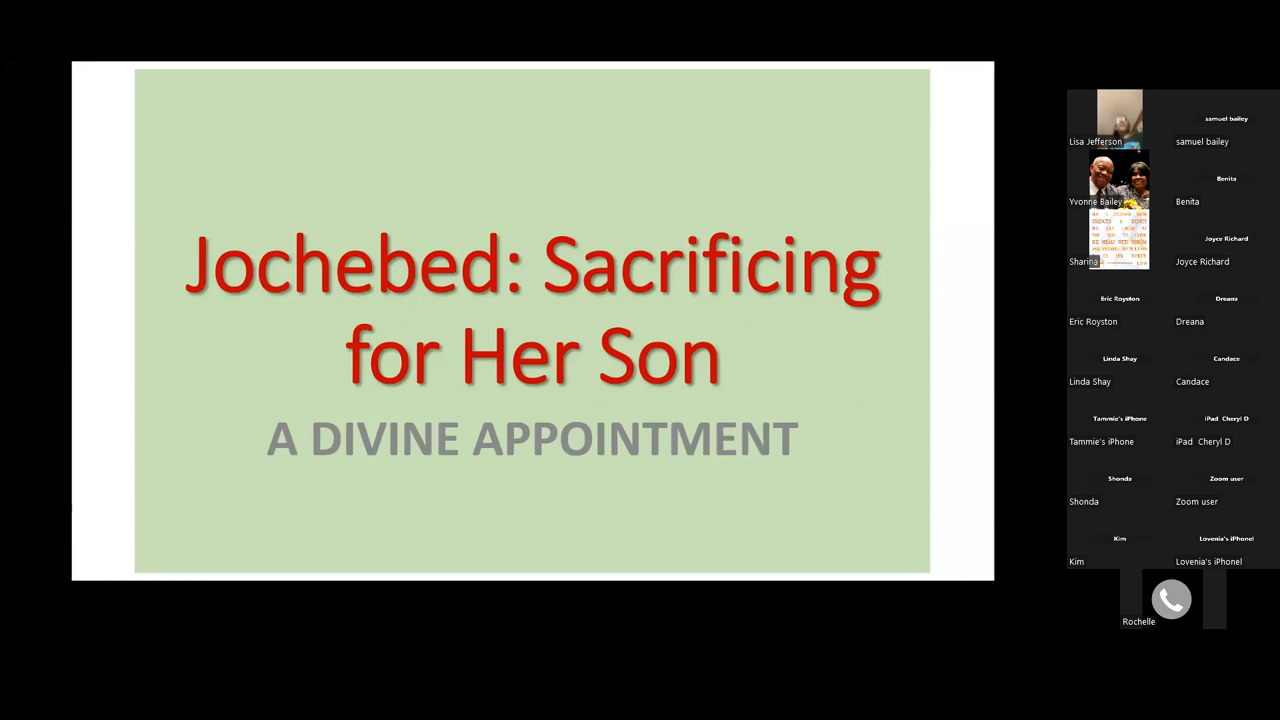 Jochebed: Sacrificing
for Her Son
A DIVINE APPOINTMENT
Lisa Jefferson
samuel bailey
samuel bailey
Yvonne Bailey
Benita
Benita
Sharina
Joyce Richard
Joyce Richard
Eric Royston
Eric Royston
Dreana
Dreana
Linda Shay
Linda Shay
Candace
Candace
Tammie's iPhone
Tammie's iPhone
iPad Cheryl D
iPad Cheryl D
Shonda
Shonda
Zoom user
Zoom user
Kim
Kim
Lovenia's iPhonel
Lovenia's iPhonel
Rochelle